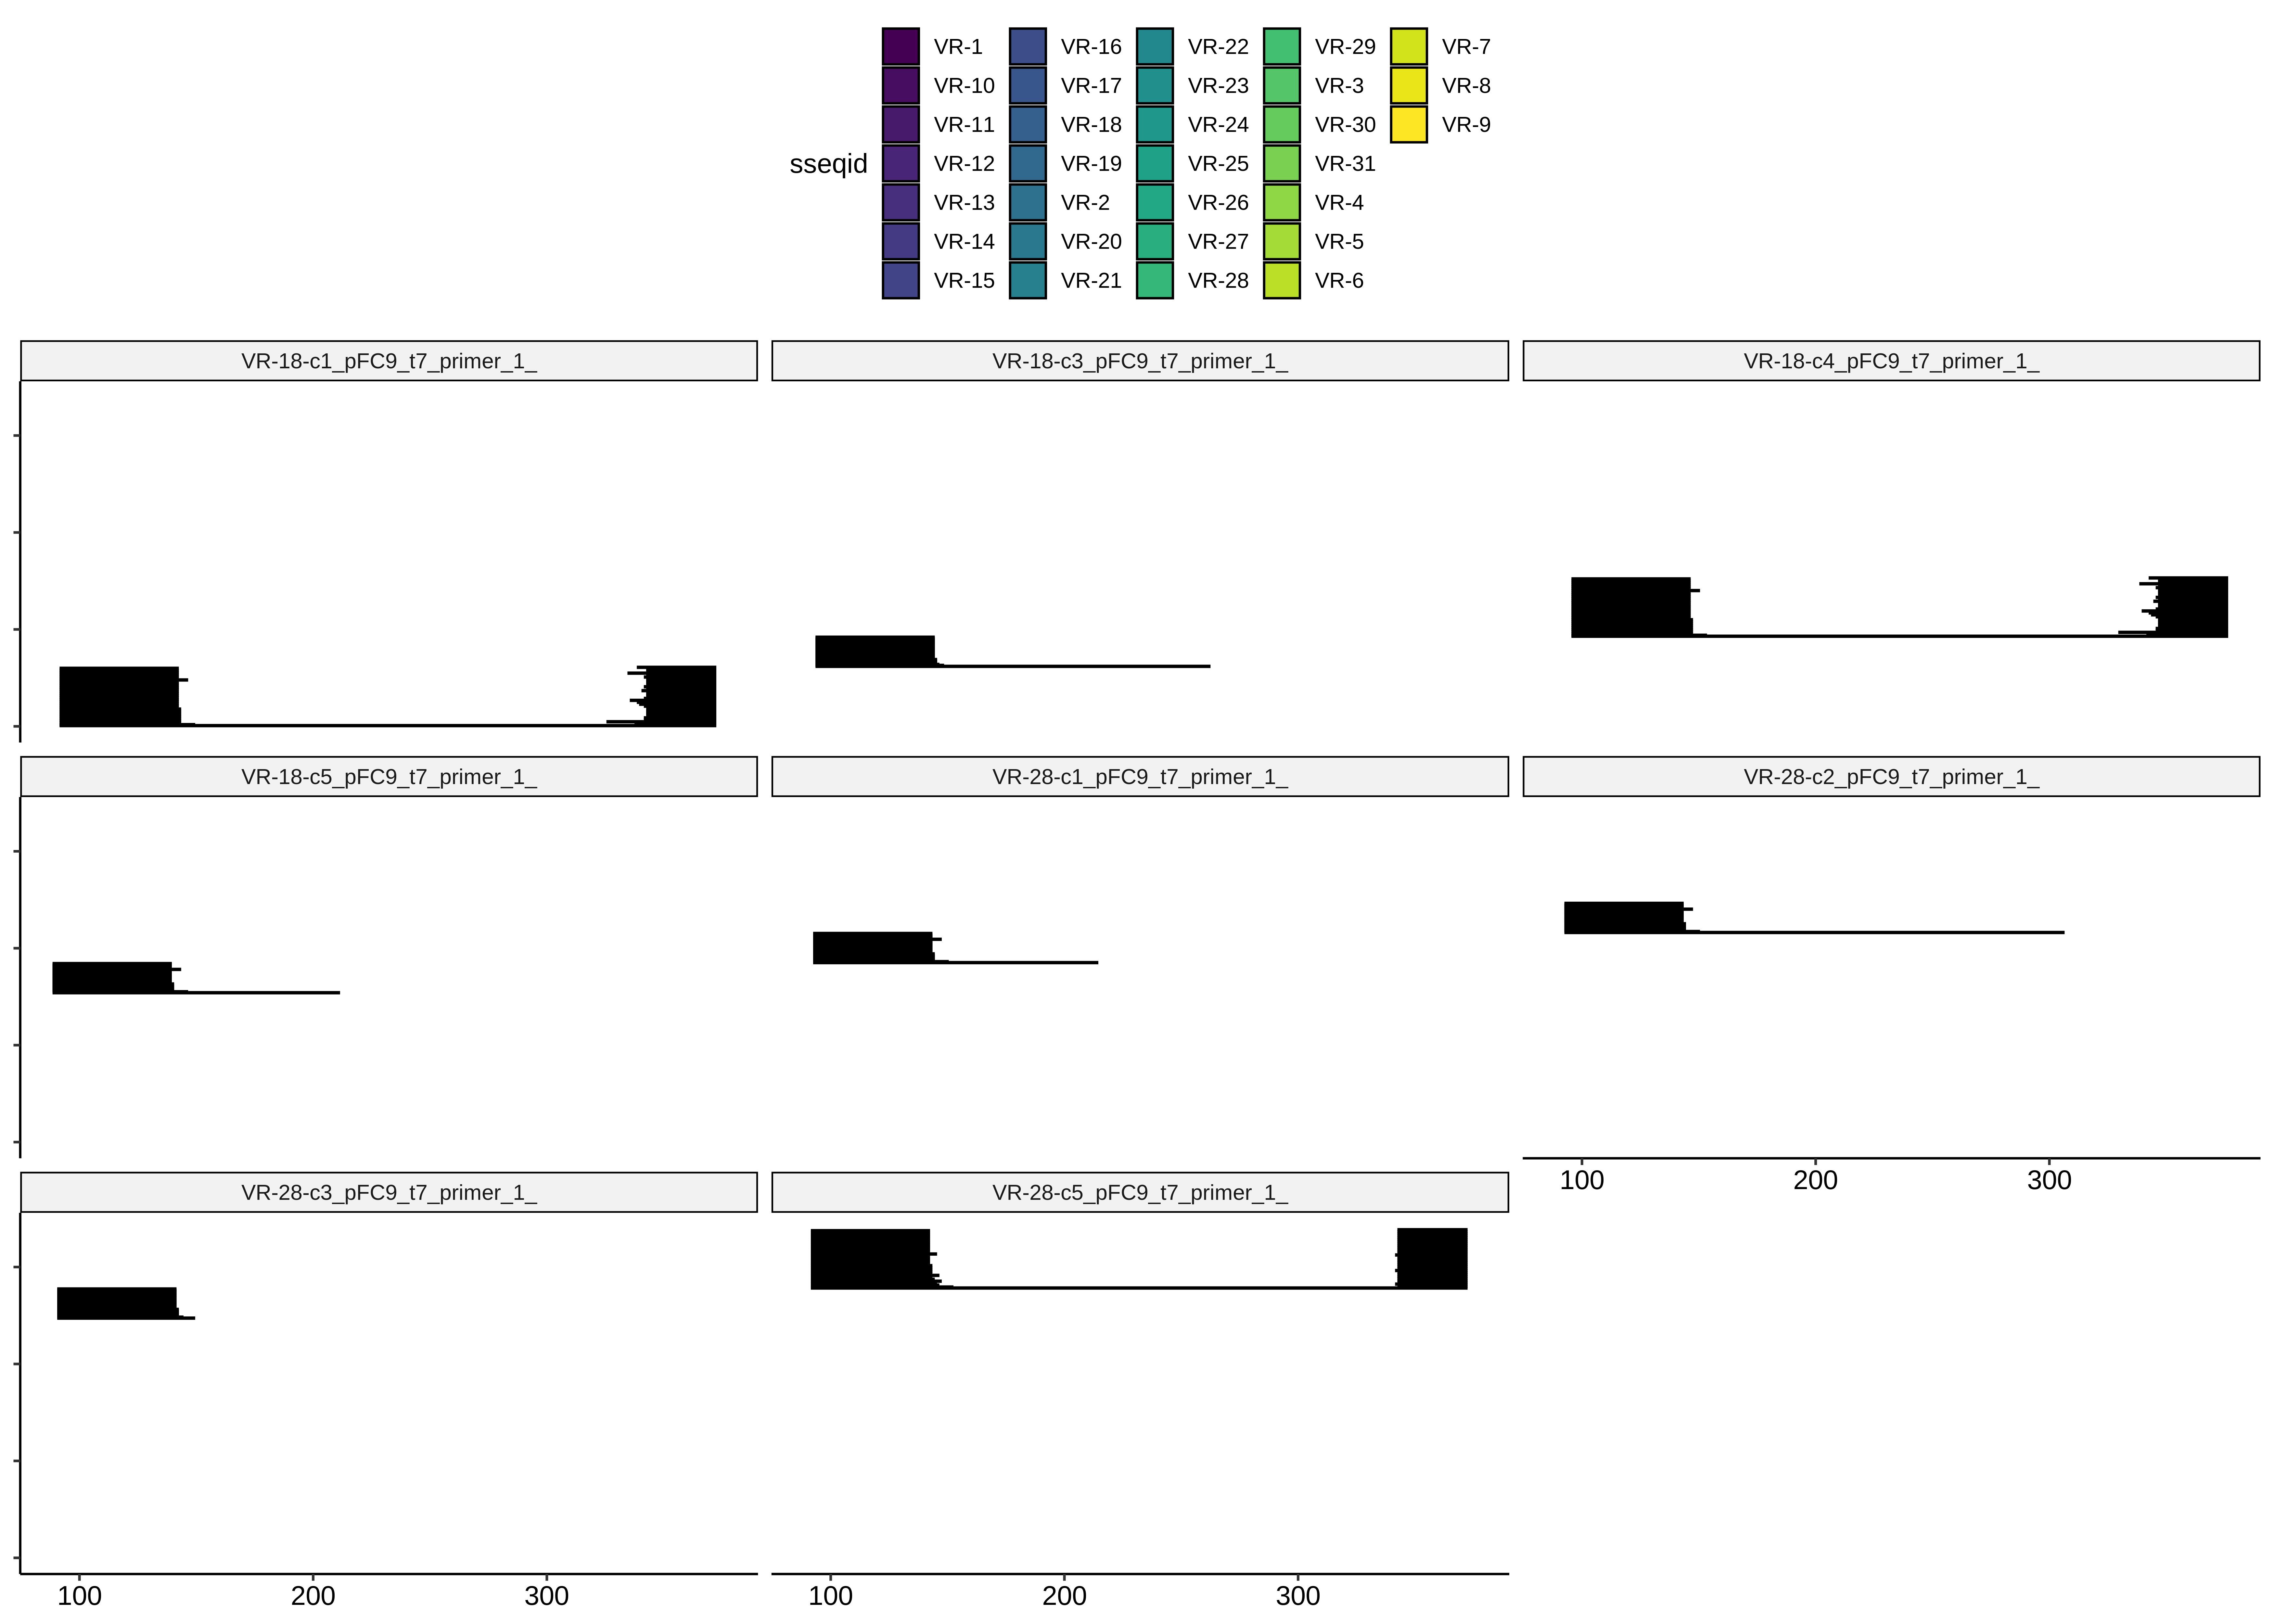 VR-1 VR-16 VR-22 VR-29 VR-7
VR-10 VR-17 VR-23 VR-3 VR-8
VR-11 VR-18 VR-24 VR-30 VR-9
sseqid VR-12 VR-19 VR-25 VR-31
VR-13 VR-2 VR-26 VR-4
VR-14 VR-20 VR-27 VR-5
VR-15 VR-21 VR-28 VR-6
VR-18-c1_pFC9_t7_primer_1_ VR-18-c3_pFC9_t7_primer_1_ VR-18-c4_pFC9_t7_primer_1_
VR-18-c5_pFC9_t7_primer_1_ VR-28-c1_pFC9_t7_primer_1_ VR-28-c2_pFC9_t7_primer_1_
100 200 300
VR-28-c3_pFC9_t7_primer_1_ VR-28-c5_pFC9_t7_primer_1_
100 200 300 100 200 300